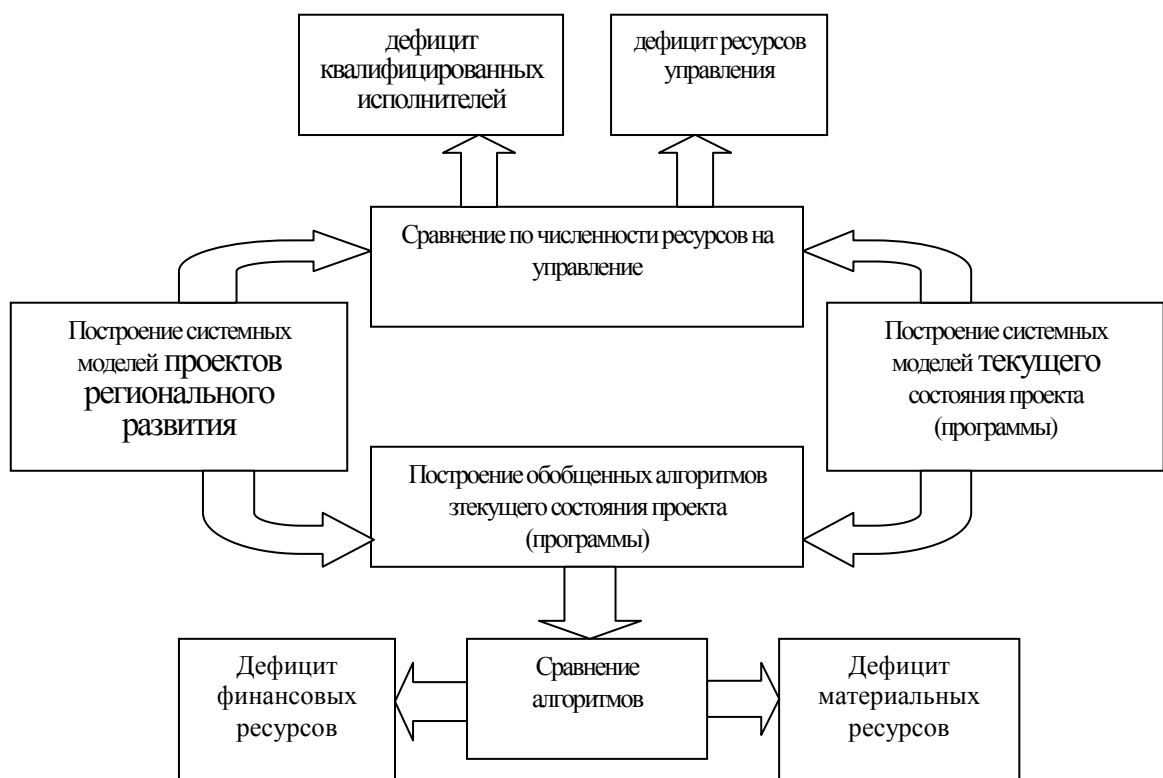 дефицит
квалифицированных
исполнителей
дефицит ресурсов
управления
Сравнение по численности ресурсов на
управление
Построение системных
моделей проектов
регионального
развития
Построение системных
моделей текущего
состояния проекта
(программы)
Построение обобщенных алгоритмов
зтекущего состояния проекта
(программы)
Дефицит
финансовых
ресурсов
Сравнение
алгоритмов
Дефицит
материальных
ресурсов